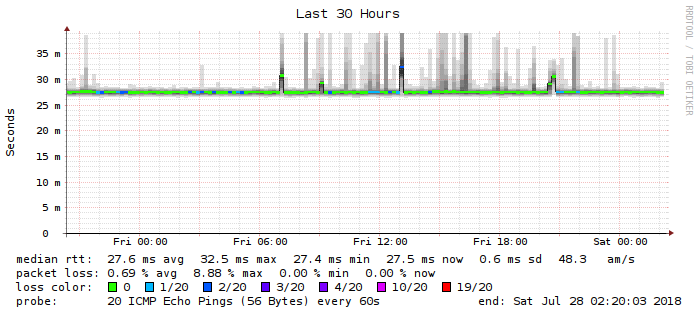 Last 30 Hours
RRDTOOL / TOBI OETIKER
Seconds
35 m
30 m
25 m
20 m
15 m
10 m
5 m
0
Fri 00:00 Fri 06:00 Fri 12:00 Fri 18:00 Sat 00:00
median rtt: 27.6 ms avg 32.5 ms max 27.4 ms min 27.5 ms now 0.6 ms sd 48.3 am/s
packet loss: 0.69 % avg 8.88 % max 0.00 % min 0.00 % now
loss color: 0 1/20 2/20 3/20 4/20 10/20 19/20
probe: 20 ICMP Echo Pings (56 Bytes) every 60s end: Sat Jul 28 02:20:03 2018